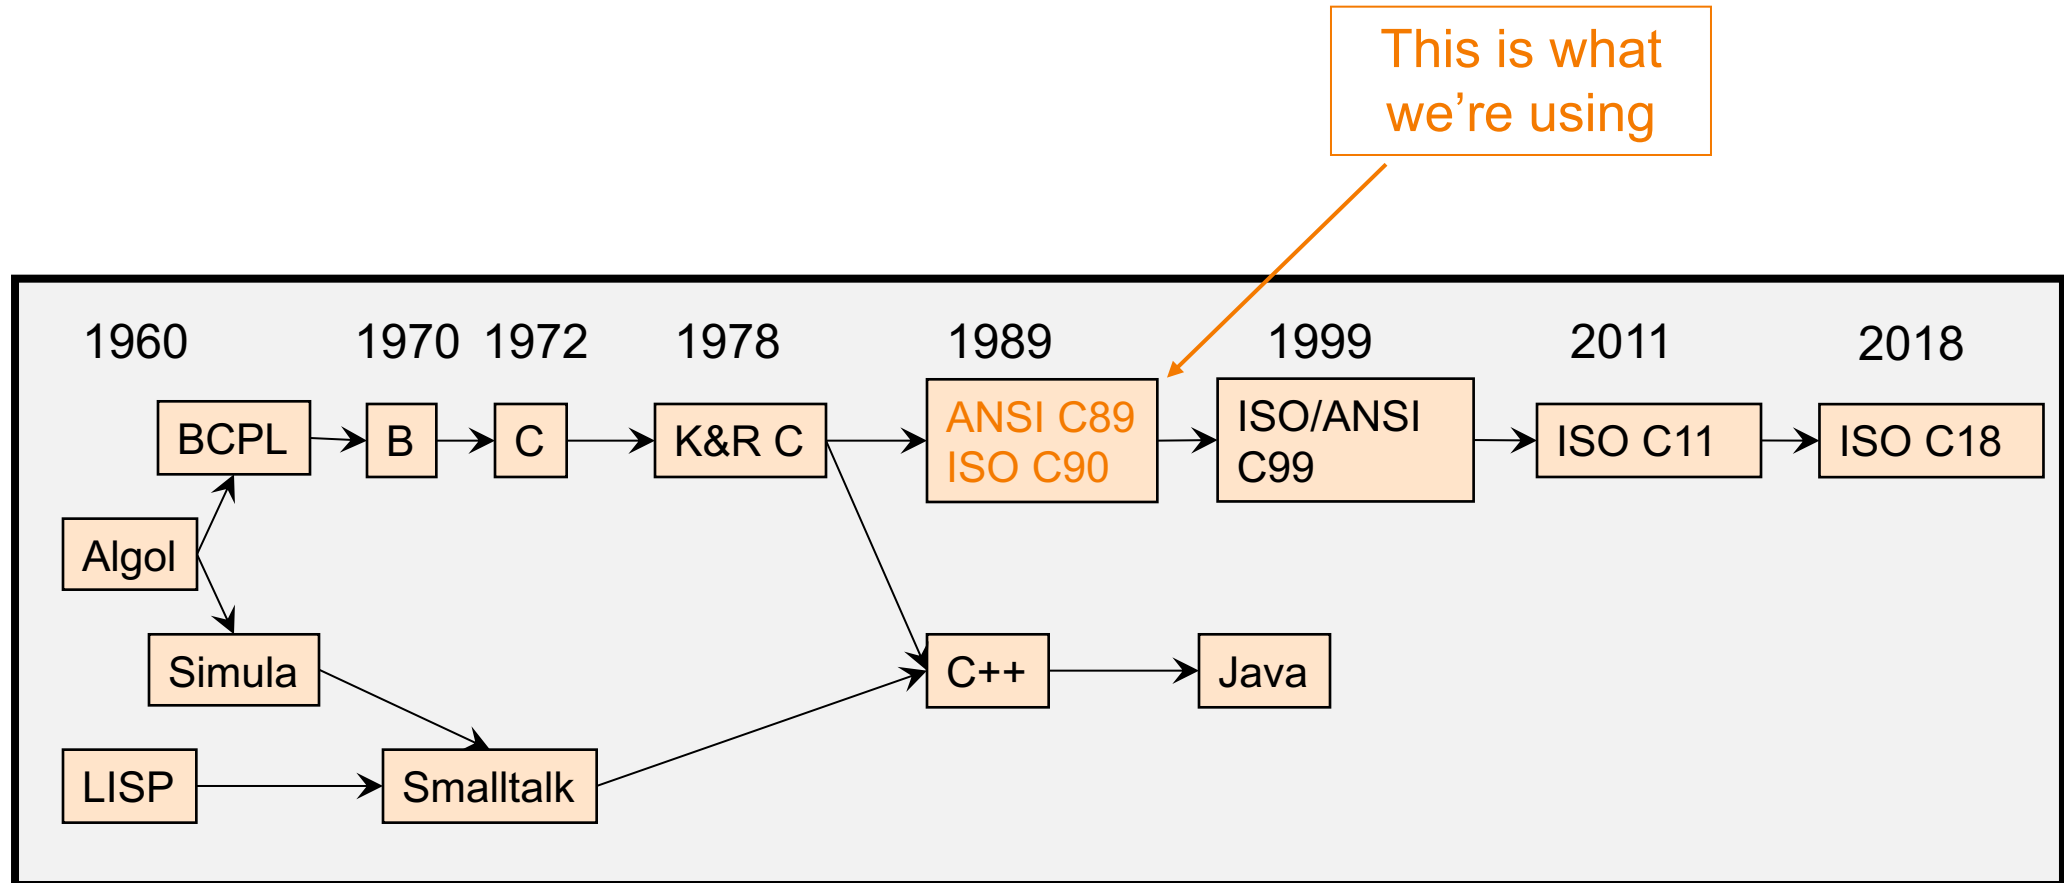 This is what
we're using
1960 1970 1972 1978 1989 1999 2011 2018
BCPL B C K&R C ANSI C89 ISO/ANSI ISO C11 ISO C18
ISO C90 C99
Algol
Simula C++ Java
LISP Smalltalk